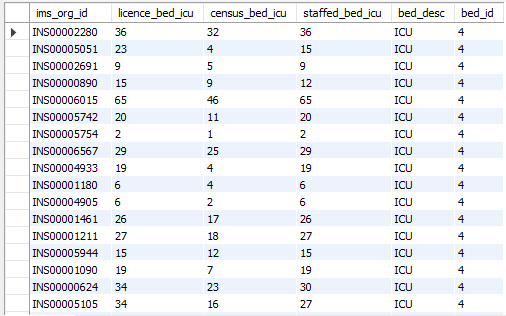 ims_org_id licence_bed_icu census_bed_icu staffed_bed_icu bed_desc bed_id
INS00002280 36 32 36 ICU 4
INS00005051 23 4 15 ICU 4
INS00002691 9 5 9 ICU 4
INS00000890 15 9 12 ICU 4
INS00006015 65 46 65 ICU 4
INS00005742 20 11 20 ICU 4
INS00005754 2 1 2 ICU 4
INS00006567 29 25 29 ICU 4
INS00004933 19 4 19 ICU 4
INS00001180 6 4 6 ICU 4
INS00004905 6 2 6 ICU 4
INS00001461 26 17 26 ICU 4
INS00001211 27 18 27 ICU 4
INS00005944 15 12 15 ICU 4
INS00001090 19 7 19 ICU 4
INS00000624 34 23 30 ICU 4
INS00005105 34 16 27 ICU 4